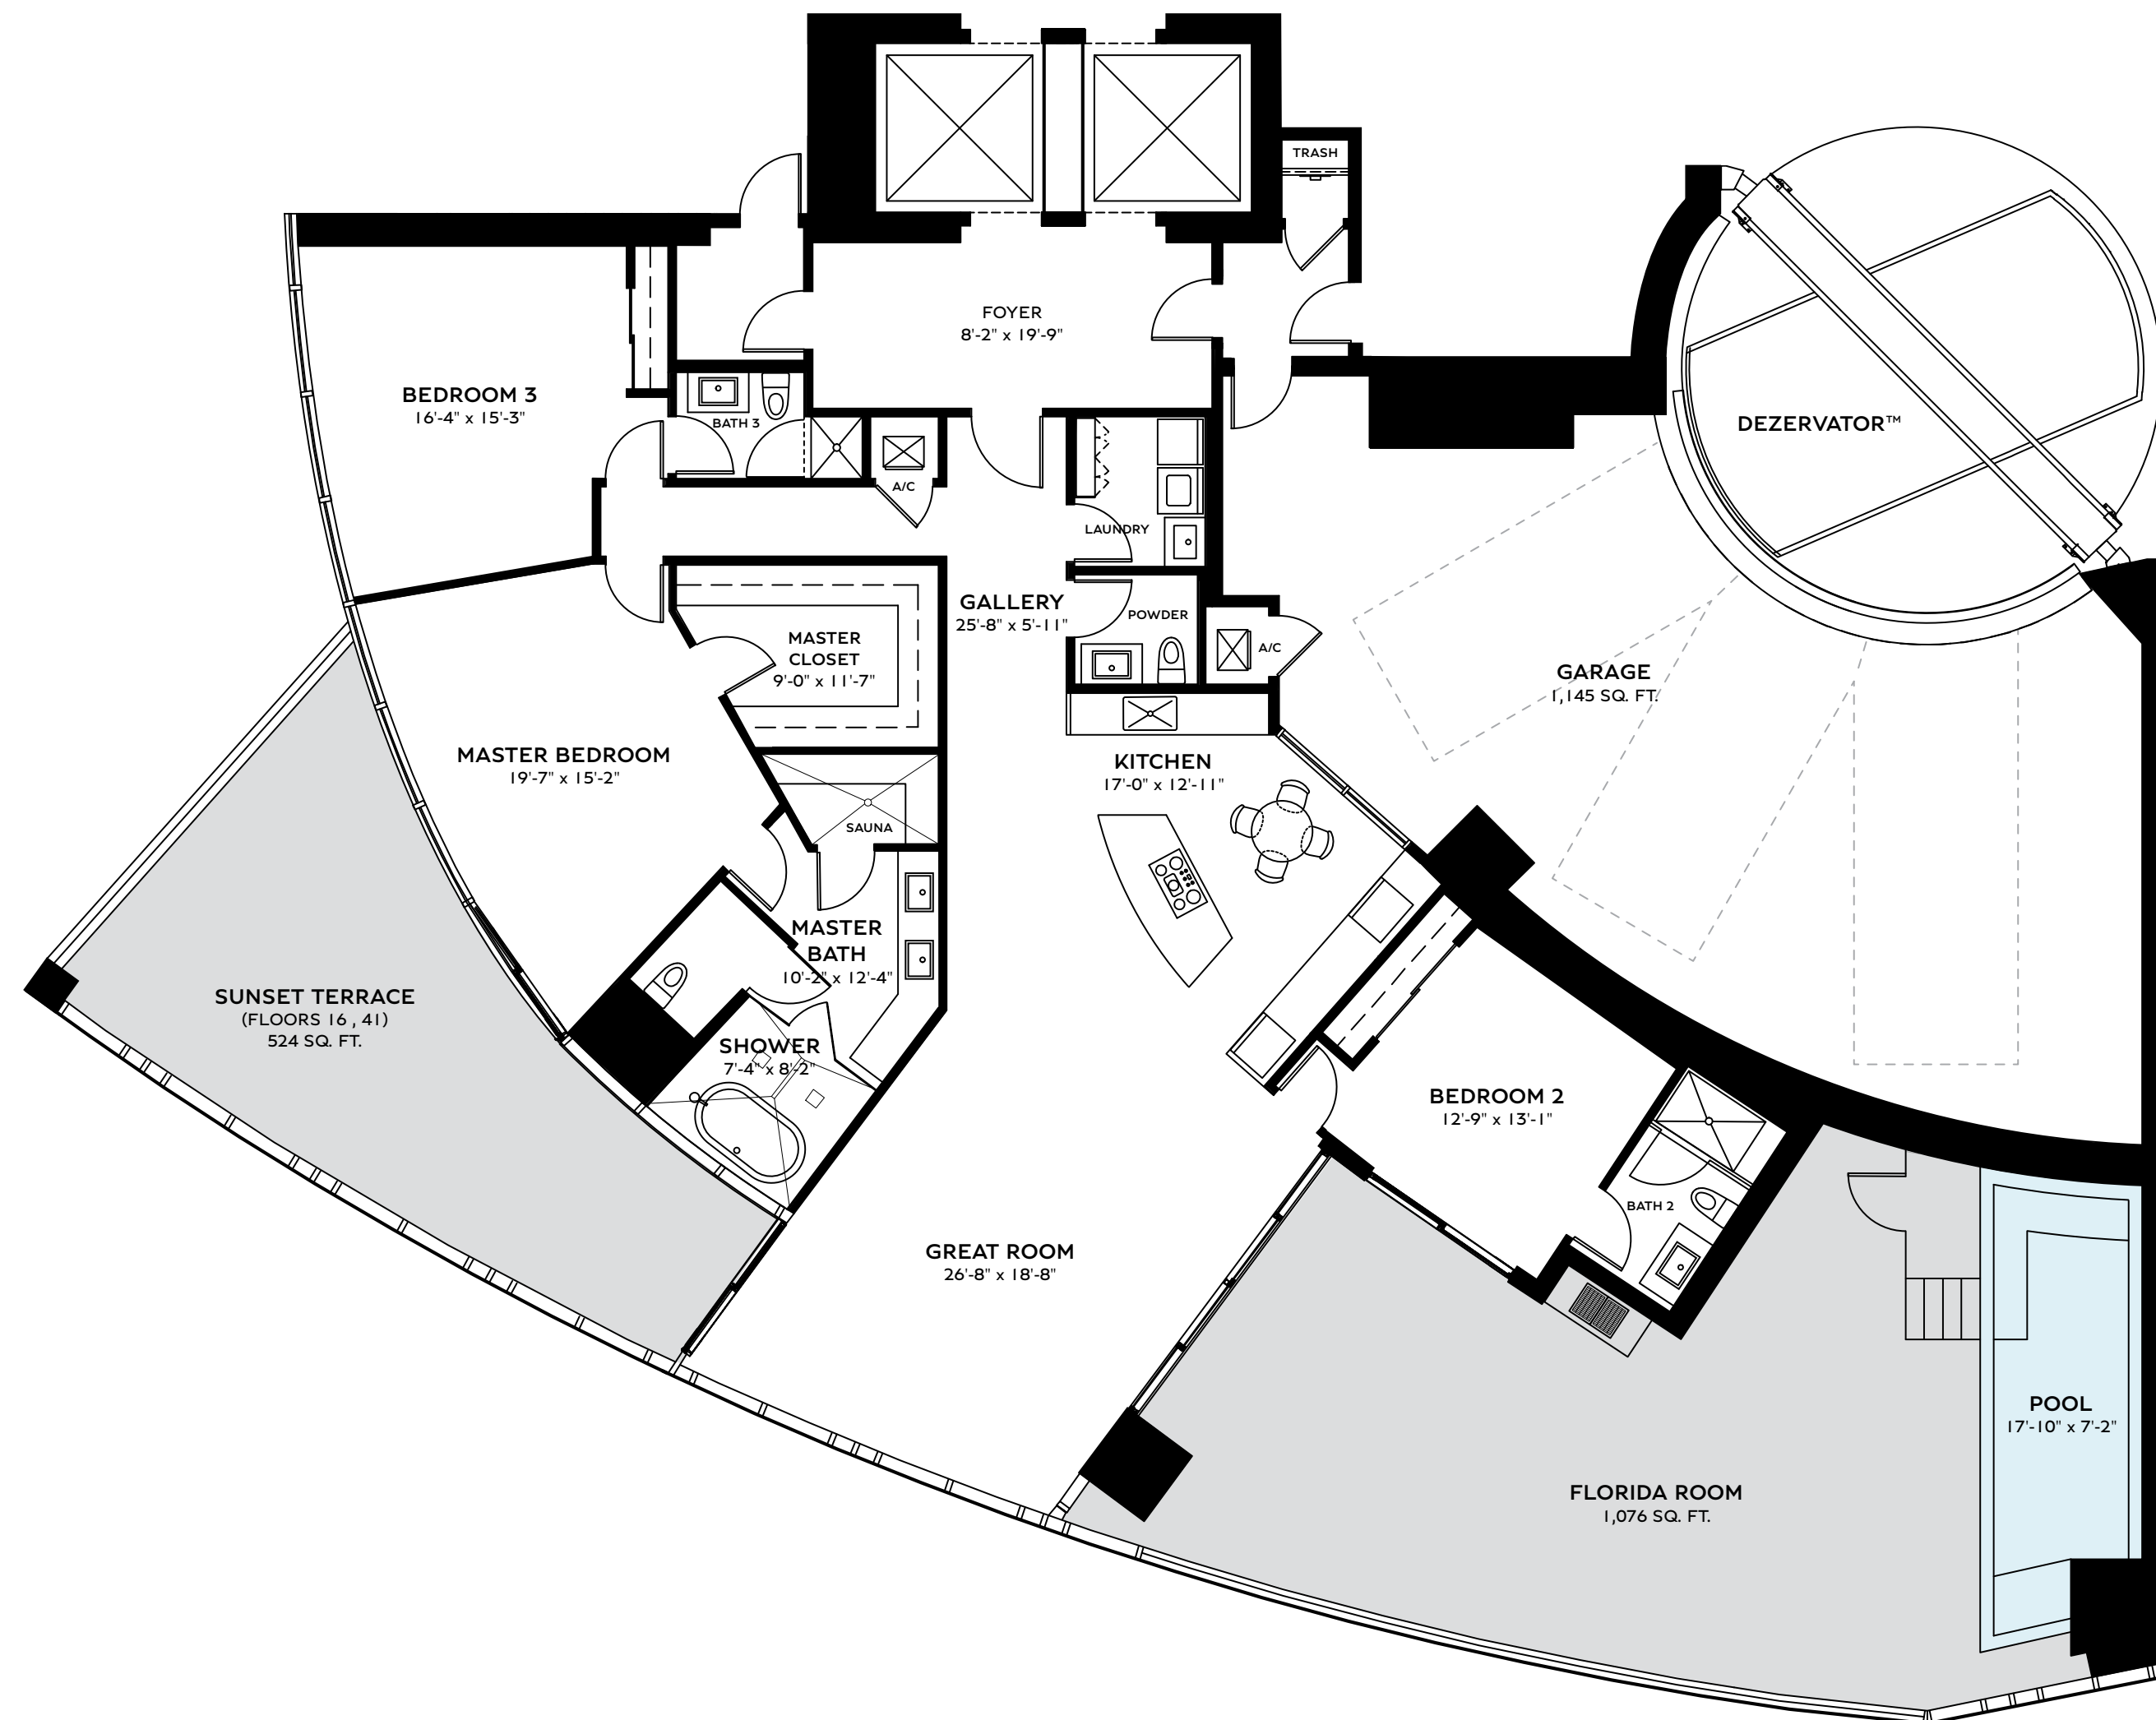 TRASH
FOYER
8'-2" x 19'-9"
BEDROOM 3
16'-4" x 15'-3"
BATH 3
DEZERVATOR™
A/C
LAUNDRY
GALLERY
25'-8" x 5'-11"
POWDER
A/C
MASTER
CLOSET
9'-0" x 11'-7"
GARAGE
1,145 SQ. FT.
MASTER BEDROOM
19'-7" x 15'-2"
KITCHEN
17'-0" x 12'-11"
SAUNA
MASTER
BATH
10'-2" x 12'-4"
SUNSET TERRACE
(FLOORS 16 , 41)
524 SQ. FT.
SHOWER
7'-4" x 8'-2"
BEDROOM 2
12'-9" x 13'-1"
BATH 2
GREAT ROOM
26'-8" x 18'-8"
POOL
17'-10" x 7'-2"
FLORIDA ROOM
1,076 SQ. FT.